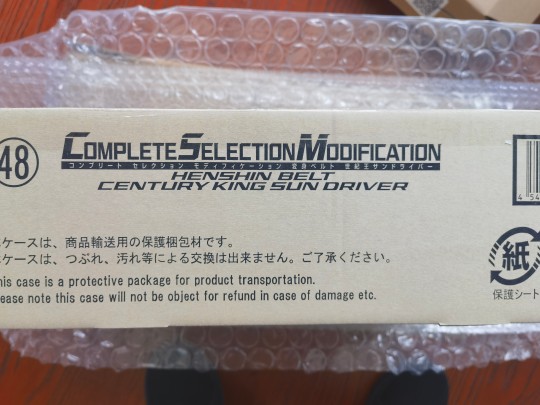 48
COMPLETE SELECTION MODIFICATION
コンプリート セレクション モディフィケーション 変身ベルト 世紀王サンドライバー
HENSHIN BELT
CENTURY KING SUN DRIVER
ケースは、商品輸送用の保護梱包材です。
ケースは、つぶれ、汚れ等による交換は出来ません。ご了承ください。
his case is a protective package for product transportation.
ease note this case will not be object for refund in case of damage etc.
4 54
紙
保護シート